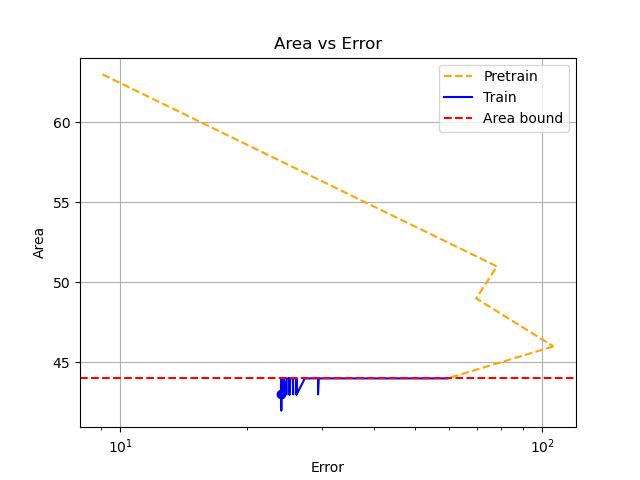 Area vs Error
Pretrain
Train
Area bound
60
55
50
45
Area
10¹
10²
Error